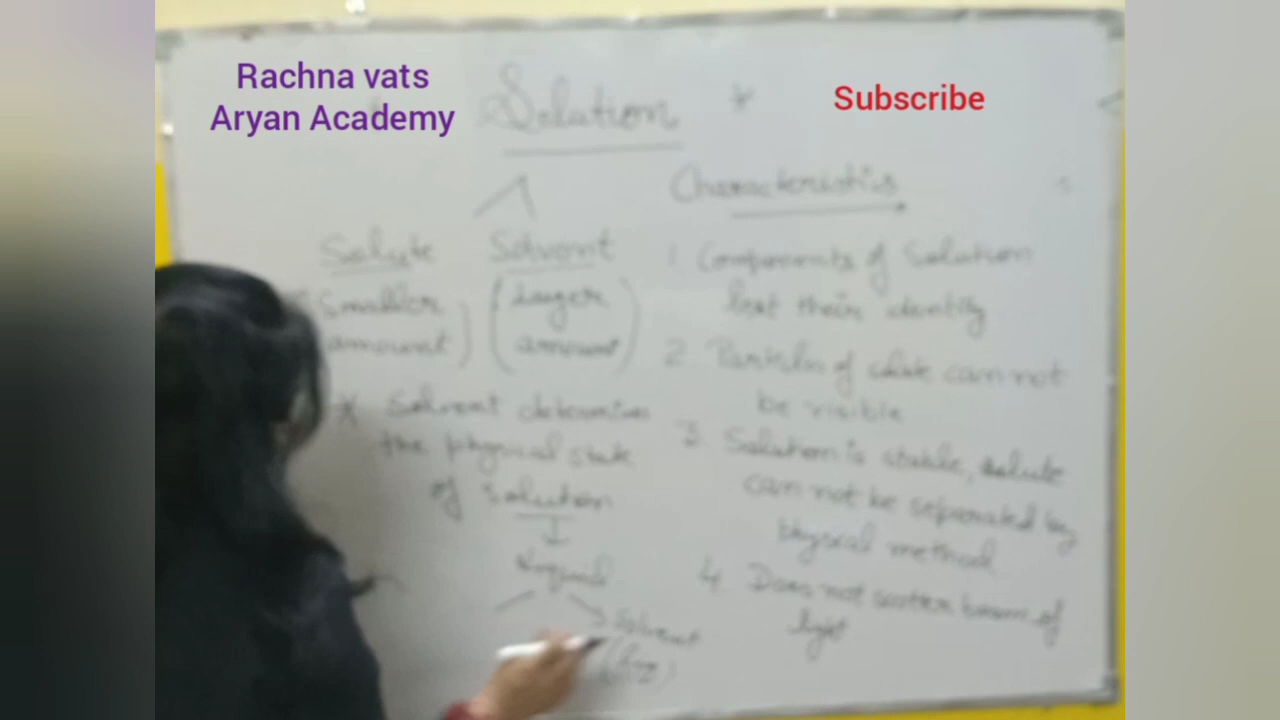 Rachna vats
Aryan Academy
Subscribe
Solution *
Solute Solvent
Smaller
amount)
(Larger
amount)
* Solvent determines
the physical state
of solution
Liquid
Solvent
Characteristics
1. Components of Solution
lost their identity
2. Particles of solute can not
be visible
3. Solution is stable, solute
can not be seperated by
physical method
4. Does not scatter beam of
light